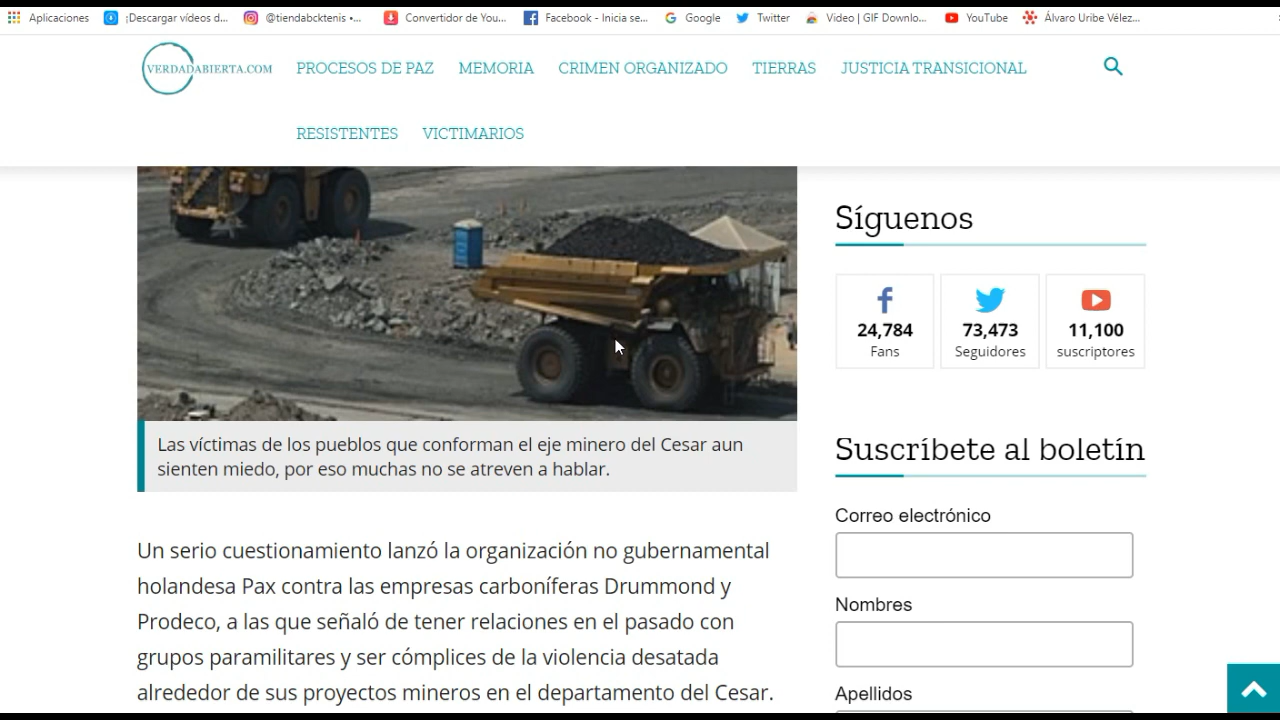 Aplicaciones
¡Descargar vídeos d...
@tiendabcktenis •...
Convertidor de You...
Facebook - Inicia se...
Google
Twitter
Video | GIF Downlo...
YouTube
Álvaro Uribe Vélez...
VERDADABIERTA.COM
PROCESOS DE PAZ
MEMORIA
CRIMEN ORGANIZADO
TIERRAS
JUSTICIA TRANSICIONAL
RESISTENTES
VICTIMARIOS
Las víctimas de los pueblos que conforman el eje minero del Cesar aun
sienten miedo, por eso muchas no se atreven a hablar.
Un serio cuestionamiento lanzó la organización no gubernamental
holandesa Pax contra las empresas carboníferas Drummond y
Prodeco, a las que señaló de tener relaciones en el pasado con
grupos paramilitares y ser cómplices de la violencia desatada
alrededor de sus proyectos mineros en el departamento del Cesar.
Síguenos
24,784
Fans
73,473
Seguidores
11,100
suscriptores
Suscríbete al boletín
Correo electrónico
Nombres
Apellidos